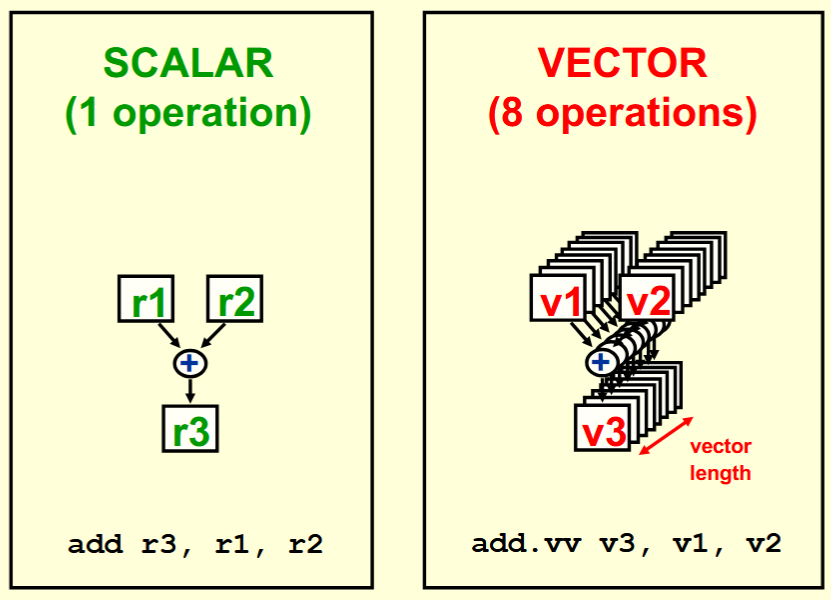 SCALAR
(1 operation)
r1
r2
+
r3
add r3, r1, r2
VECTOR
(8 operations)
v1
v2
+
v3
vector
length
add.vv v3, v1, v2